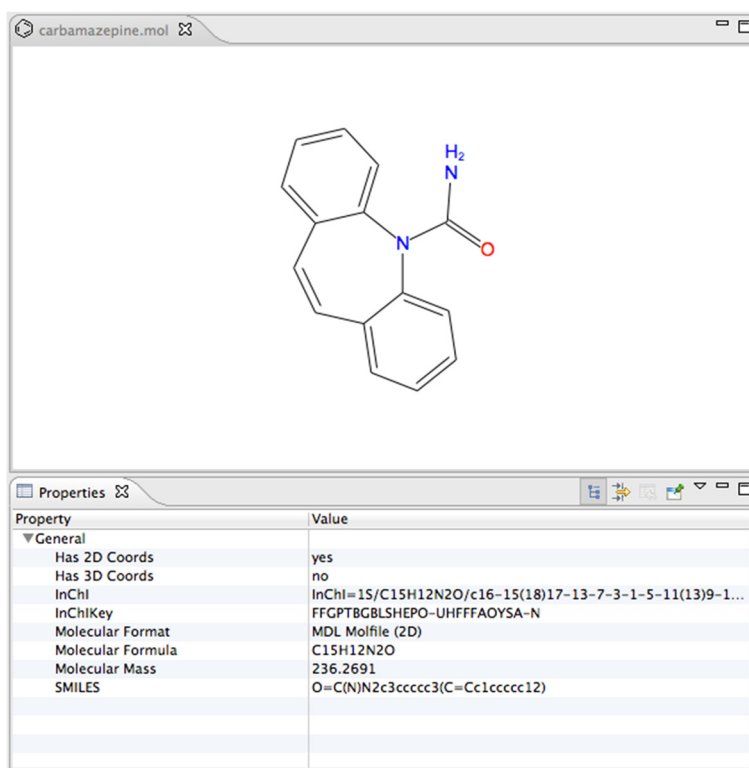 carbamazepine.mol
H2
N
N
O
Properties
Property Value
General
Has 2D Coords yes
Has 3D Coords no
InChI InChI=1S/C15H12N2O/c16-15(18)17-13-7-3-1-5-11(13)9-1...
InChIKey FFGPTBGBLSHEPO-UHFFFAOYSA-N
Molecular Format MDL Molfile (2D)
Molecular Formula C15H12N2O
Molecular Mass 236.2691
SMILES O=C(N)N2c3ccccc3(C=Cc1ccccc12)